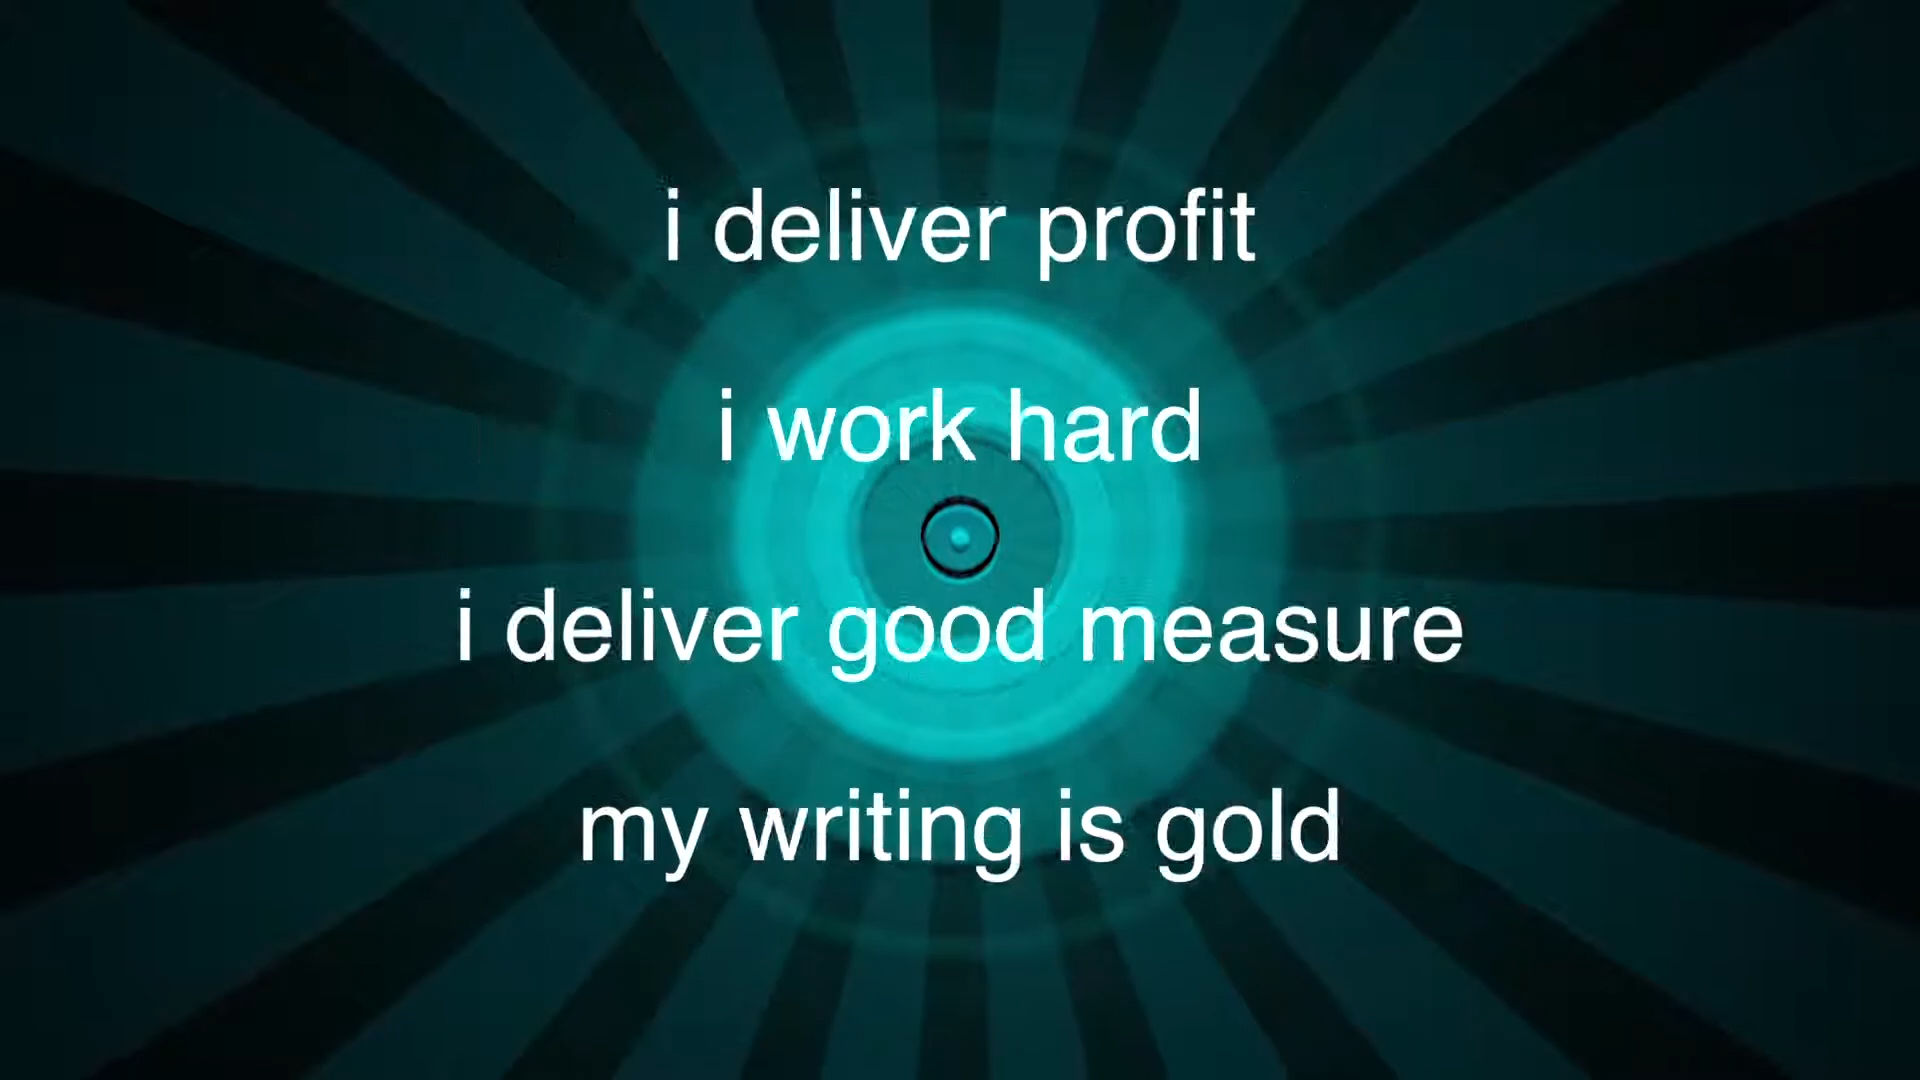 i deliver profit
i work hard
i deliver good measure
my writing is gold